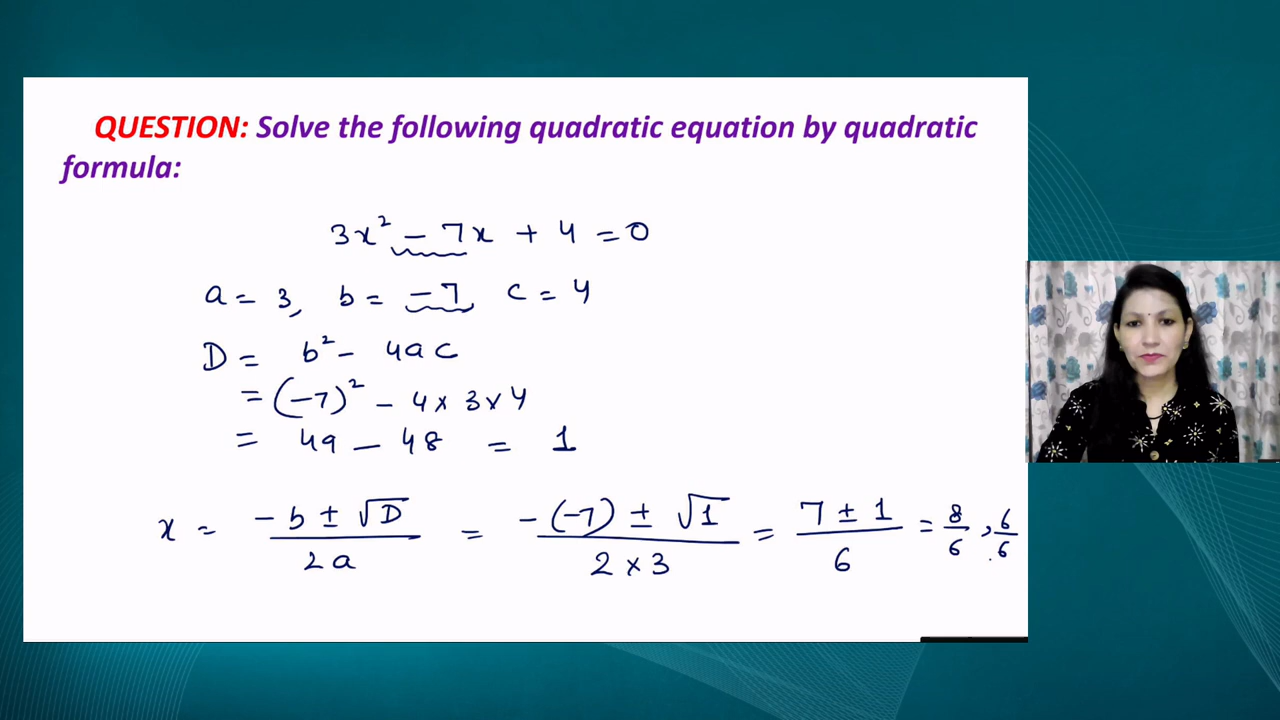 QUESTION: Solve the following quadratic equation by quadratic
formula:
3x² - 7x + 4 = 0
a = 3, b = -7 c = 4
D = b² - 4ac
= (-7)² - 4 × 3 × 4
= 49 - 48 = 1
x = (-b ± √D)/(2a) = (-(-7) ± √1)/(2 × 3) = (7 ± 1)/6 = 8/6, 6/6